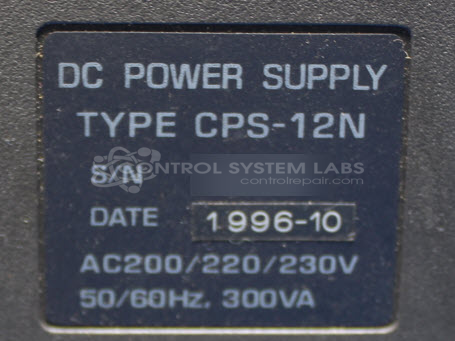 DC POWER SUPPLY
TYPE CPS-12N
S/N
CONTROL SYSTEM LABS
controlrepair.com
DATE 1996-10
AC200/220/230V
50/60Hz, 300VA